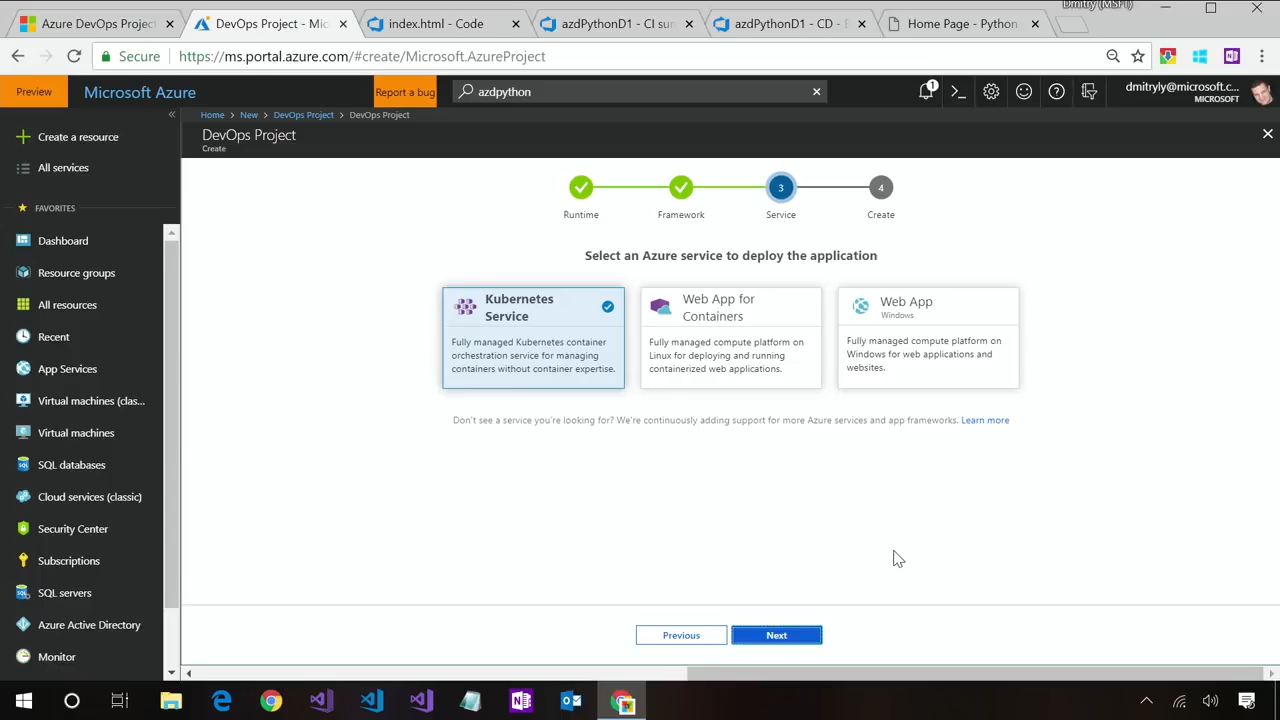 Dmitry (MSFT)
Azure DevOps Project
DevOps Project - Mic
index.html - Code
azdPythonD1 - CI sum
azdPythonD1 - CD - E
Home Page - Python
Secure
https://ms.portal.azure.com/#create/Microsoft.AzureProject
Preview
Microsoft Azure
Report a bug
azdpython
1
dmitryly@microsoft.c...
MICROSOFT
Home > New > DevOps Project > DevOps Project
DevOps Project
Create
Create a resource
All services
FAVORITES
Dashboard
Resource groups
All resources
Recent
App Services
Virtual machines (clas...
Virtual machines
SQL databases
Cloud services (classic)
Security Center
Subscriptions
SQL servers
Azure Active Directory
Monitor
3
4
Runtime
Framework
Service
Create
Select an Azure service to deploy the application
Kubernetes
Service
Fully managed Kubernetes container
orchestration service for managing
containers without container expertise.
Web App for
Containers
Fully managed compute platform on
Linux for deploying and running
containerized web applications.
Web App
Windows
Fully managed compute platform on
Windows for web applications and
websites.
Don't see a service you're looking for? We're continuously adding support for more Azure services and app frameworks. Learn more
Previous
Next